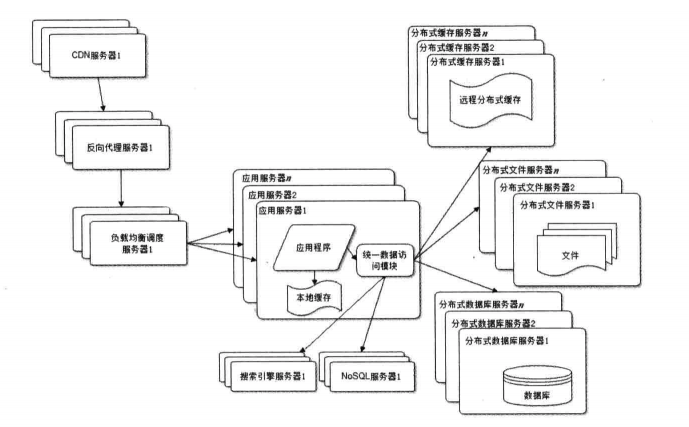 CDN服务器1
反向代理服务器1
负载均衡调度
服务器1
应用服务器n
应用服务器2
应用服务器1
应用程序
统一数据访
问模块
本地缓存
搜索引擎服务器1
NoSQL服务器1
分布式缓存服务器n
分布式缓存服务器2
分布式缓存服务器1
远程分布式缓存
分布式文件服务器n
分布式文件服务器2
分布式文件服务器1
文件
分布式数据库服务器n
分布式数据库服务器2
分布式数据库服务器1
数据库